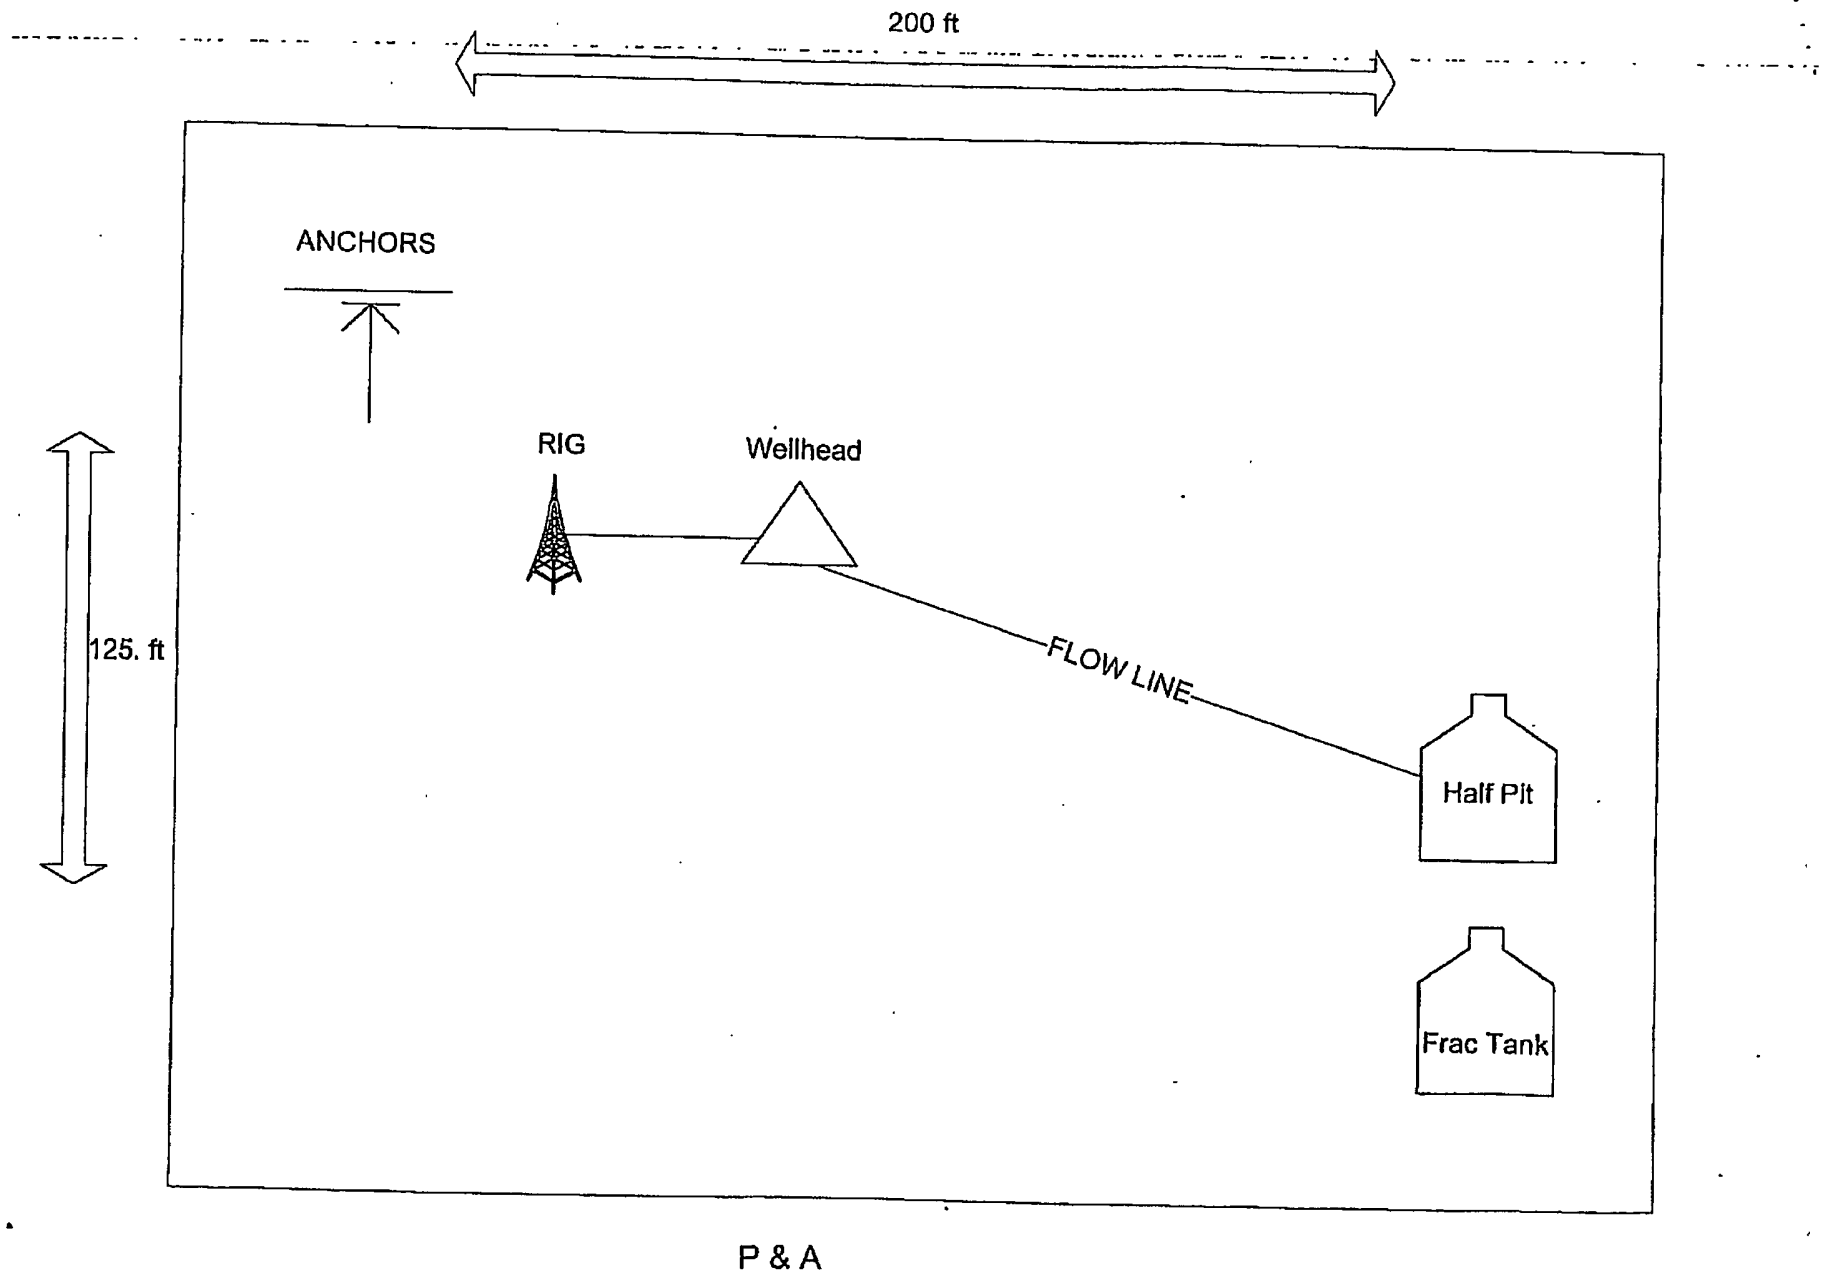 200 ft
ANCHORS
RIG
Wellhead
125. ft
FLOW LINE
Half Pit
Frac Tank
P & A